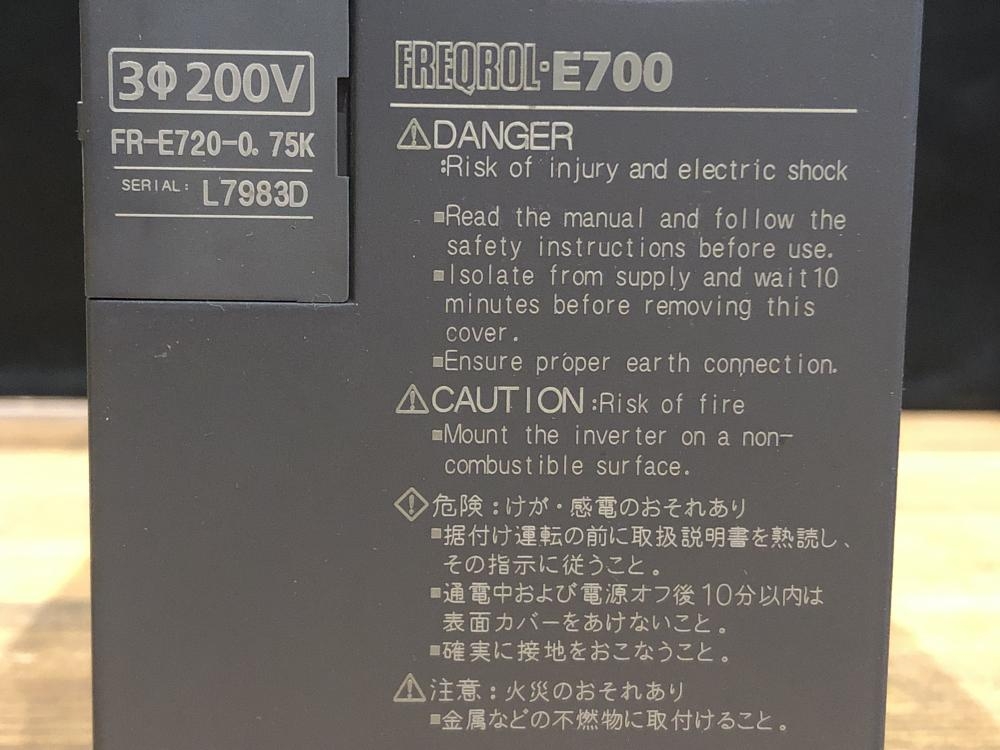 3Φ 200V
FR-E720-0.75K
SERIAL: L7983D
FREQROL-E700
⚠DANGER
:Risk of injury and electric shock
■Read the manual and follow the
safety instructions before use.
■Isolate from supply and wait 10
minutes before removing this
cover.
■Ensure proper earth connection.
⚠CAUTION:Risk of fire
■Mount the inverter on a non-
combustible surface.
危険:けが・感電のおそれあり
■据付け運転の前に取扱説明書を熟読し、
その指示に従うこと。
■通電中および電源オフ後10分以内は
表面カバーをあけないこと。
■確実に接地をおこなうこと。
⚠注意:火災のおそれあり
■金属などの不燃物に取付けること。